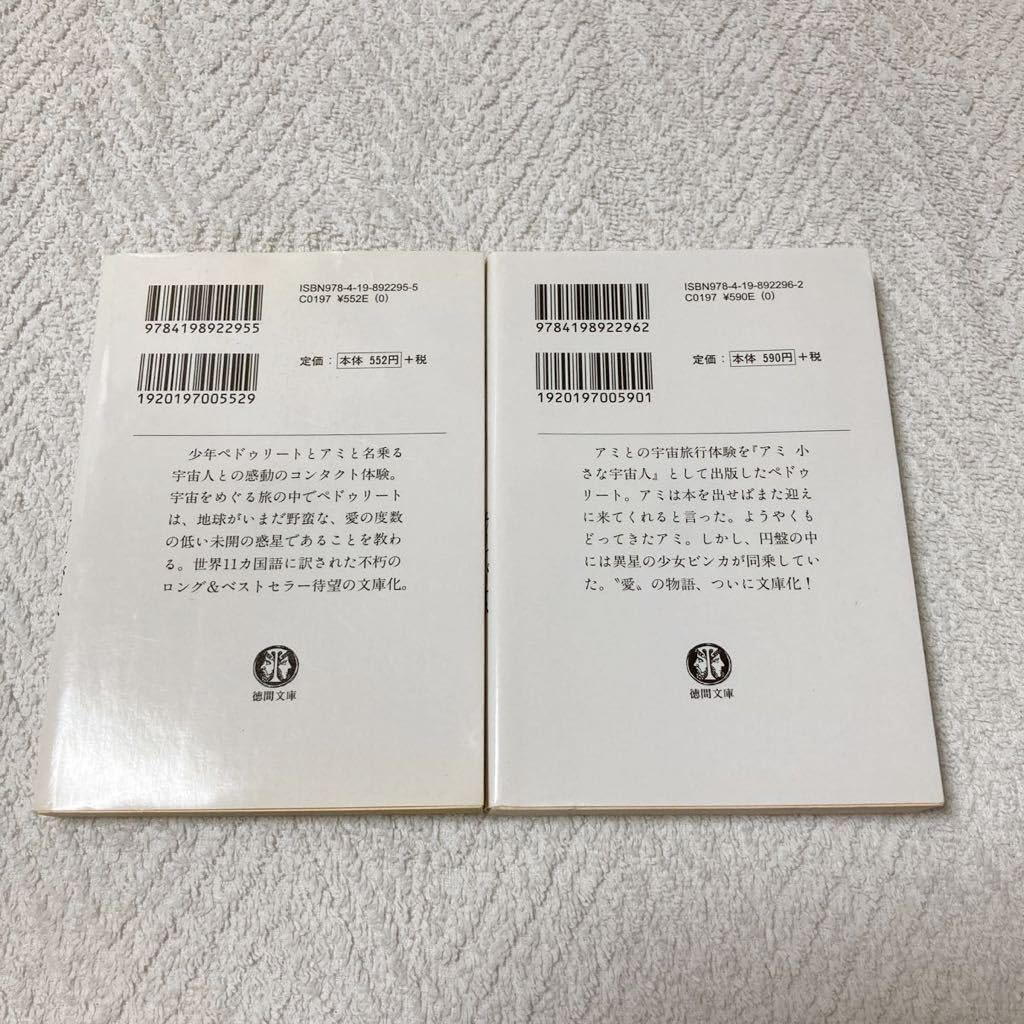 ISBN978-4-19-892295-5
C0197 ¥552E (0)
9784198922955
定価：本体 552円＋税
1920197005529
少年ペドゥリートとアミと名乗る
宇宙人との感動のコンタクト体験。
宇宙をめぐる旅の中でペドゥリート
は、地球がいまだ野蛮な、愛の度数
の低い未開の惑星であることを教わ
る。世界11カ国語に訳された不朽の
ロング＆ベストセラー待望の文庫化。
徳間文庫
ISBN978-4-19-892296-2
C0197 ¥590E (0)
9784198922962
定価：本体 590円＋税
1920197005901
アミとの宇宙旅行体験を『アミ 小
さな宇宙人』として出版したペドゥ
リート。アミは本を出せばまた迎え
に来てくれると言った。ようやくも
どってきたアミ。しかし、円盤の中
には異星の少女ビンカが同乗してい
た。〝愛〟の物語、ついに文庫化！
徳間文庫